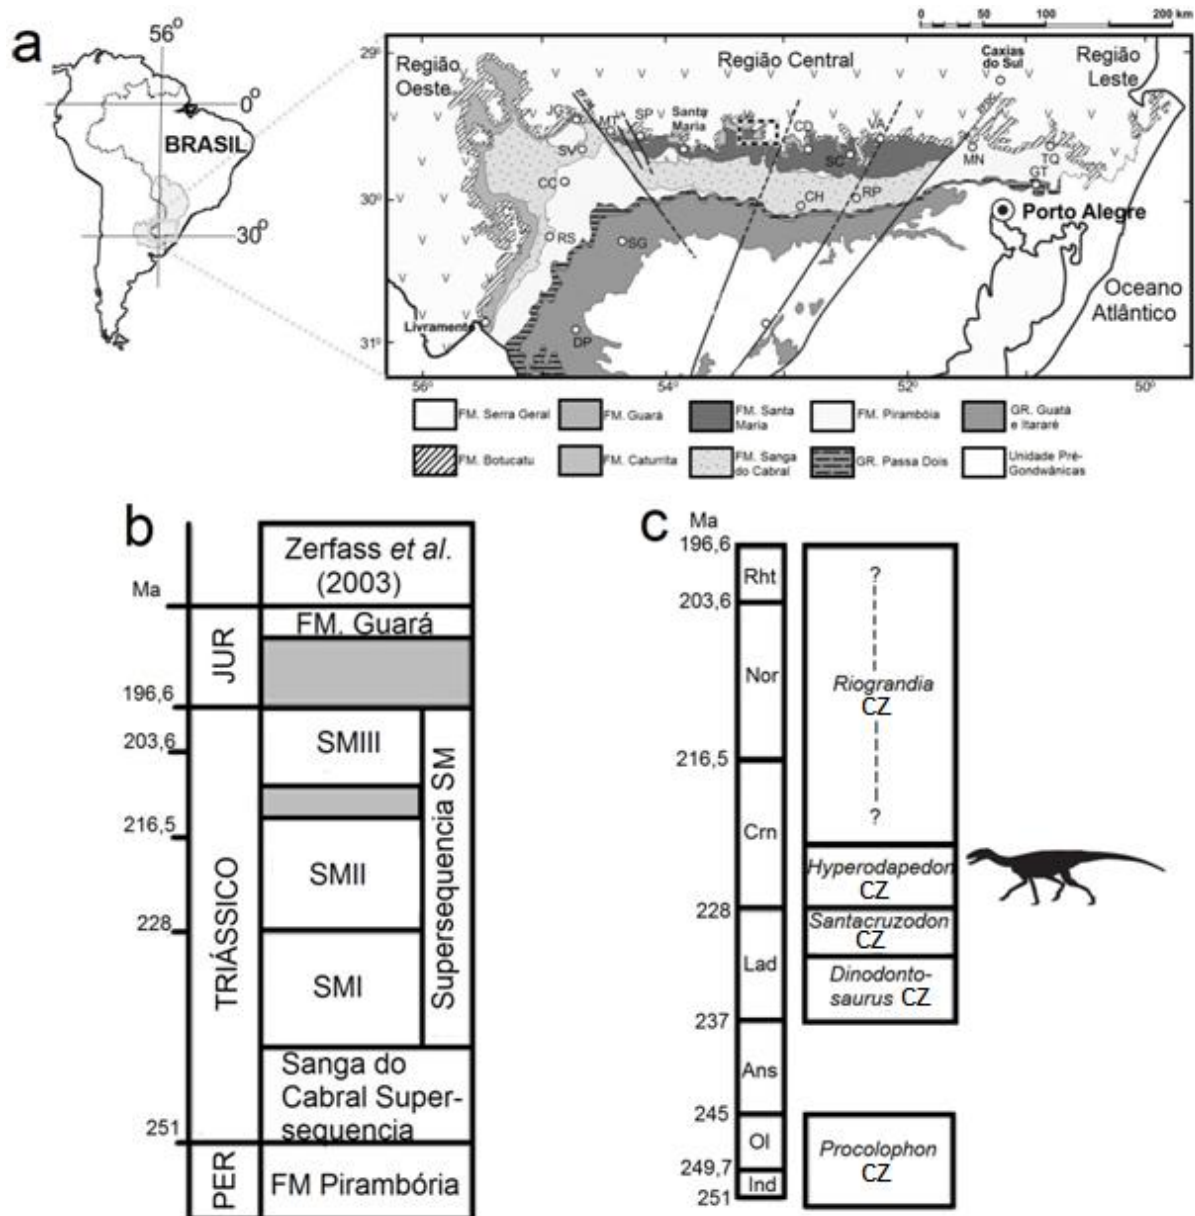 a
56°
0°
BRASIL
30°
0 50 100 200 km
29°
30°
31°
56°
54°
52°
50°
Região
Oeste
Região Central
Caxias
do Sul
Região
Leste
JGS
MT
SP
Santa
Maria
CD
VA
SV
SC
MN
TQ
GT
CC
CH
RP
Porto Alegre
RS
SG
Oceano
Atlântico
Livramento
DP
FM. Serra Geral
FM. Guará
FM. Santa
Maria
FM. Pirambóia
GR. Guatá
e Itararé
FM. Botucatu
FM. Caturrita
FM. Sanga
do Cabral
GR. Passa Dois
Unidade Pré-
Gondwânicas
b
Ma
Zerfass et al.
(2003)
JUR
FM. Guará
196,6
203,6
216,5
228
251
TRIÁSSICO
SMIII
SMII
SMI
Supersequencia SM
Sanga do
Cabral Super-
sequencia
PER
FM Pirambória
c
Ma
196,6
Rht
203,6
Nor
216,5
Crn
228
Lad
237
Ans
245
Ol
249,7
Ind
251
?
Riograndia
CZ
?
Hyperodapedon
CZ
Santacruzodon
CZ
Dinodonto-
saurus CZ
Procolophon
CZ